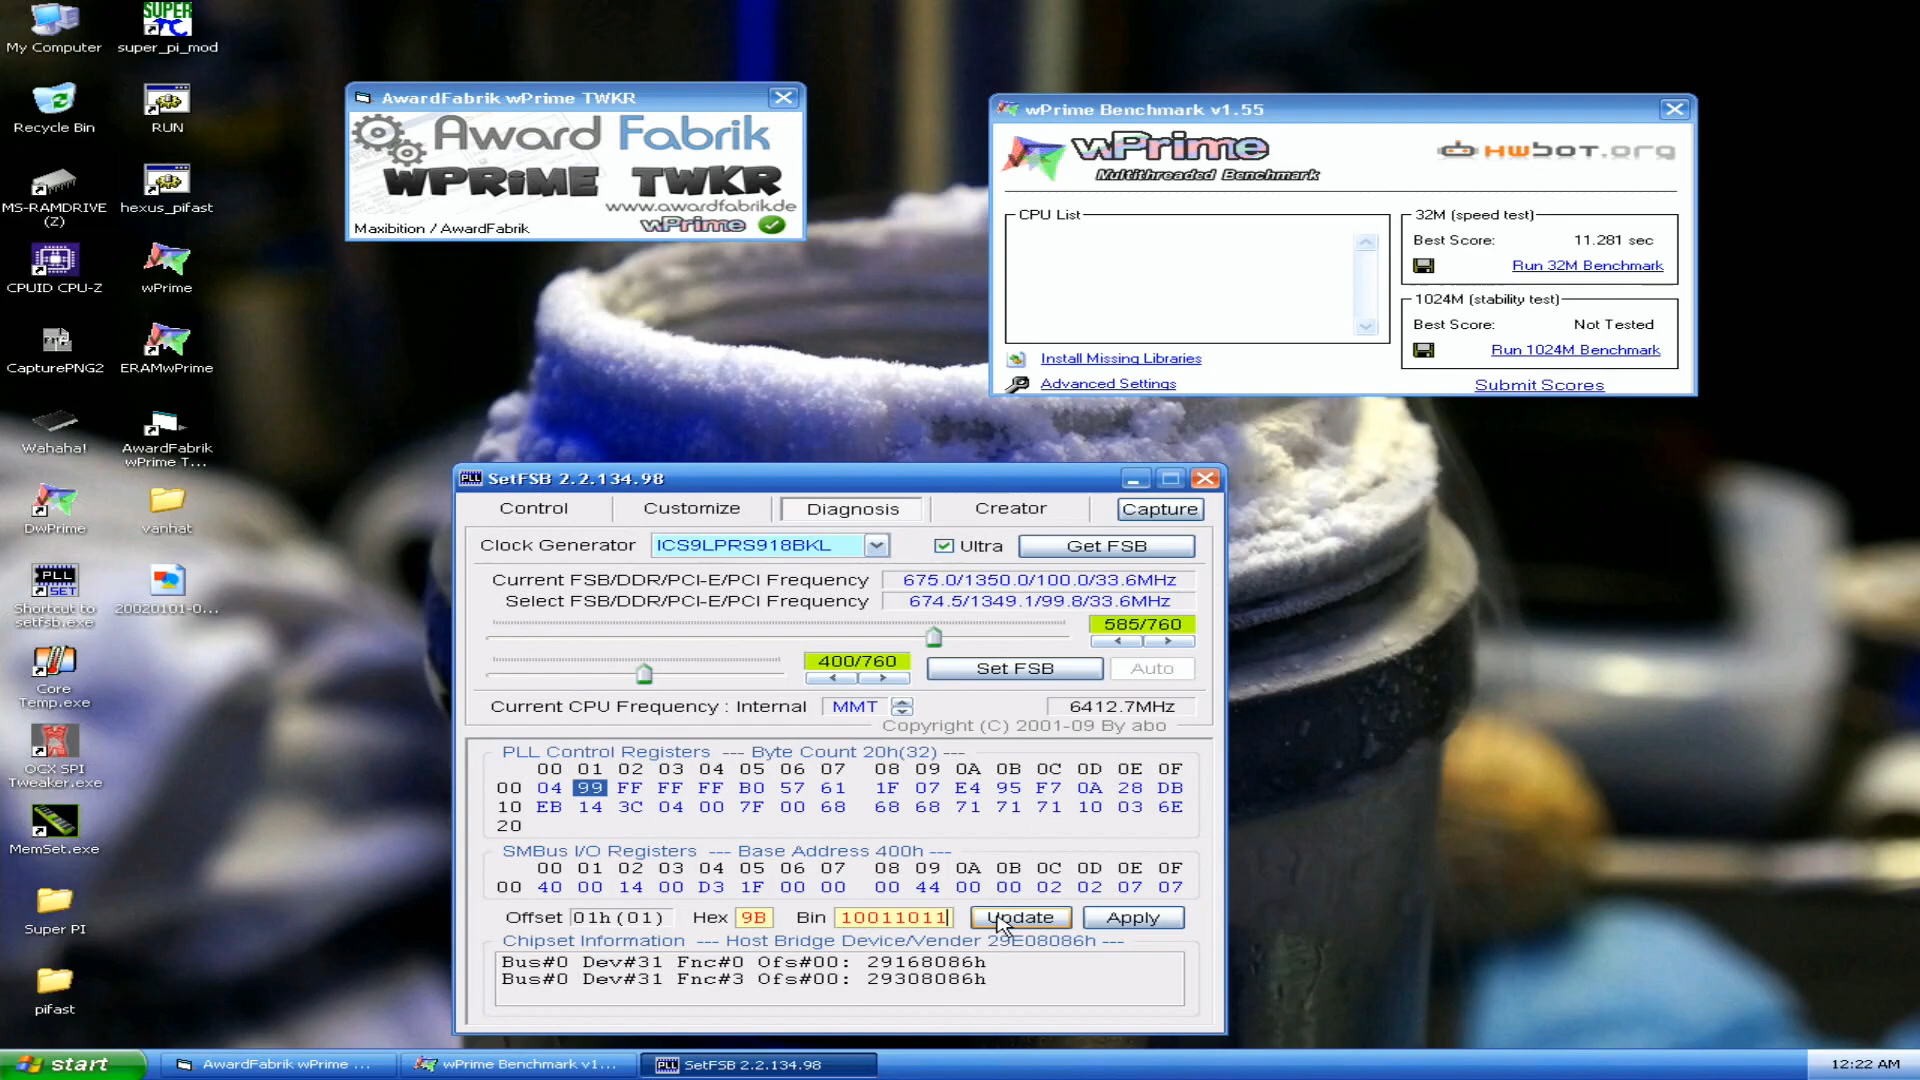 My Computer
super_pi_mod
Recycle Bin
RUN
MS-RAMDRIVE
(Z)
hexus_pifast
CPUID CPU-Z
wPrime
CapturePNG2
ERAMwPrime
Wahaha!
AwardFabrik
wPrime T...
DwPrime
vanhat
Shortcut to
setfsb.exe
20020101-0...
Core
Temp.exe
OCX SPI
Tweaker.exe
MemSet.exe
Super PI
pifast
AwardFabrik wPrime TWKR
Award Fabrik
WPRiME TWKR
www.awardfabrik.de
Maxibition / AwardFabrik
wPrime
wPrime Benchmark v1.55
wPrime
Multithreaded Benchmark
HWBOT.org
CPU List
32M (speed test)
Best Score: 11.281 sec
Run 32M Benchmark
1024M (stability test)
Best Score: Not Tested
Run 1024M Benchmark
Install Missing Libraries
Advanced Settings
Submit Scores
PLL SetFSB 2.2.134.98
Control Customize Diagnosis Creator Capture
Clock Generator ICS9LPRS918BKL Ultra Get FSB
Current FSB/DDR/PCI-E/PCI Frequency 675.0/1350.0/100.0/33.6MHz
Select FSB/DDR/PCI-E/PCI Frequency 674.5/1349.1/99.8/33.6MHz
585/760
400/760 Set FSB Auto
Current CPU Frequency : Internal MMT 6412.7MHz
Copyright (C) 2001-09 By abo
PLL Control Registers --- Byte Count 20h(32) ---
00 01 02 03 04 05 06 07 08 09 0A 0B 0C 0D 0E 0F
00 04 99 FF FF FF B0 57 61 1F 07 E4 95 F7 0A 28 DB
10 EB 14 3C 04 00 7F 00 68 68 68 71 71 71 10 03 6E
20
SMBus I/O Registers --- Base Address 400h ---
00 01 02 03 04 05 06 07 08 09 0A 0B 0C 0D 0E 0F
00 40 00 14 00 D3 1F 00 00 00 44 00 00 02 02 07 07
Offset 01h (01) Hex 9B Bin 10011011 Update Apply
Chipset Information --- Host Bridge Device/Vender 29E08086h ---
Bus#0 Dev#31 Fnc#0 Ofs#00: 29168086h
Bus#0 Dev#31 Fnc#3 Ofs#00: 29308086h
start
AwardFabrik wPrime ...
wPrime Benchmark v1...
PLL SetFSB 2.2.134.98
12:22 AM